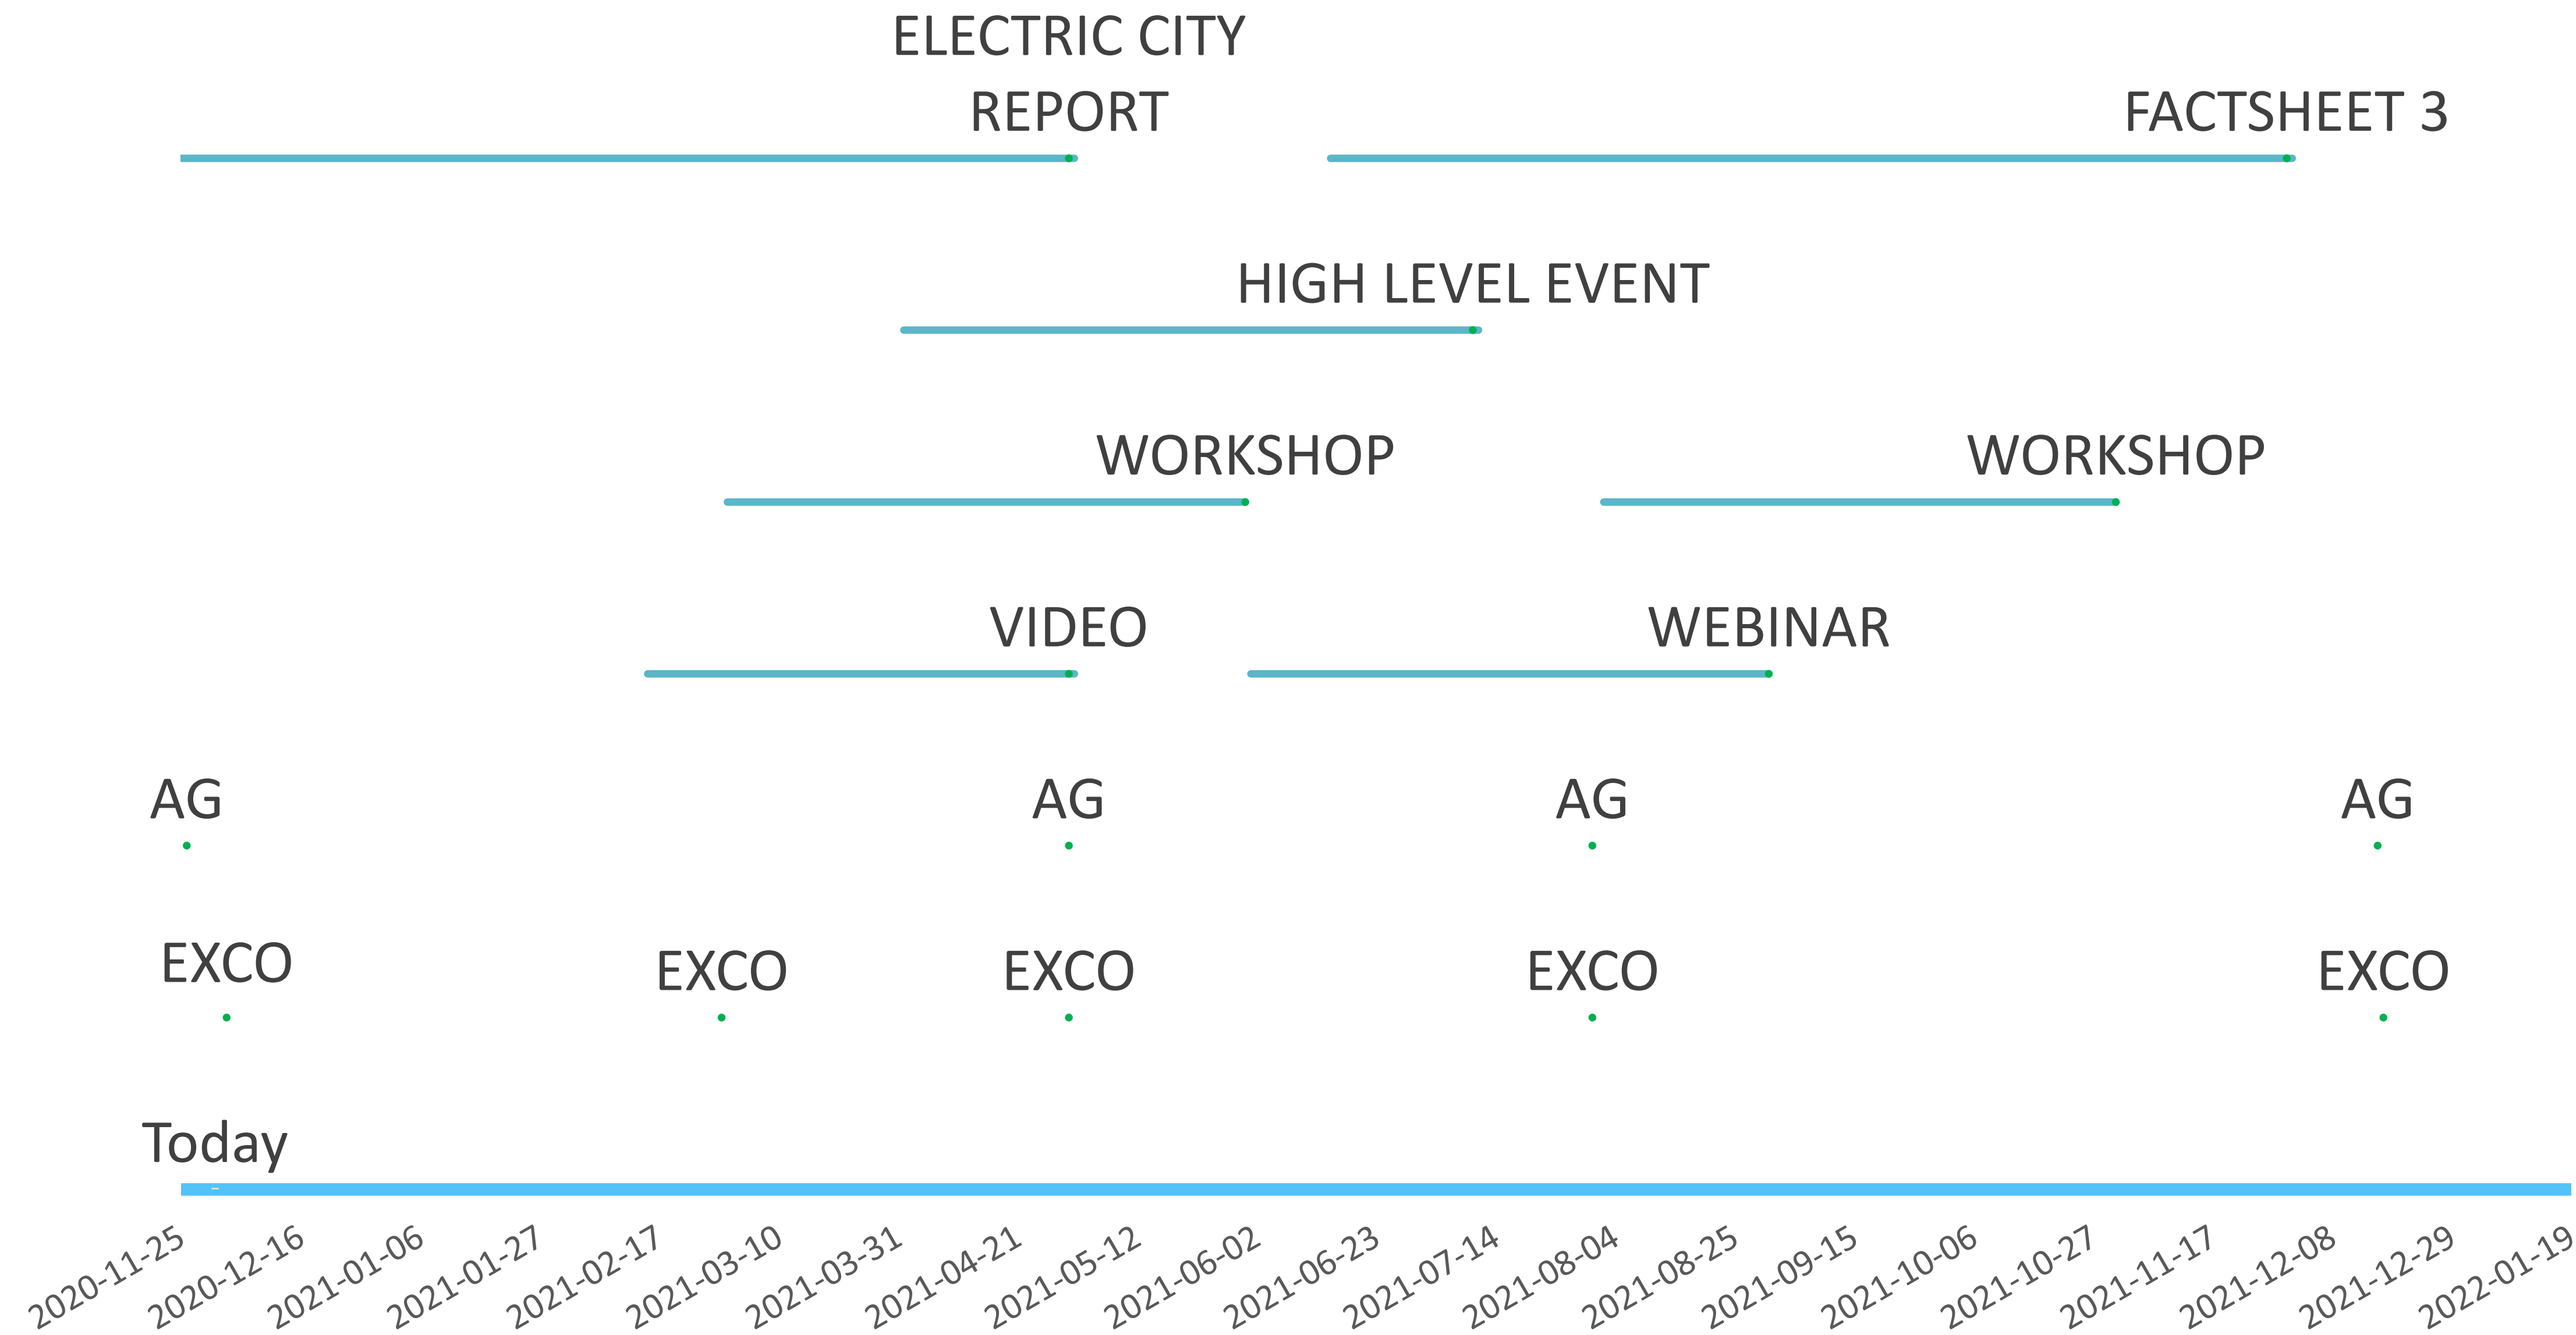 ELECTRIC CITY
REPORT
FACTSHEET 3
HIGH LEVEL EVENT
WORKSHOP
WORKSHOP
VIDEO
WEBINAR
AG
AG
AG
AG
EXCO
EXCO
EXCO
EXCO
EXCO
Today
2020-11-25
2020-12-16
2021-01-06
2021-01-27
2021-02-17
2021-03-10
2021-03-31
2021-04-21
2021-05-12
2021-06-02
2021-06-23
2021-07-14
2021-08-04
2021-08-25
2021-09-15
2021-10-06
2021-10-27
2021-11-17
2021-12-08
2021-12-29
2022-01-19